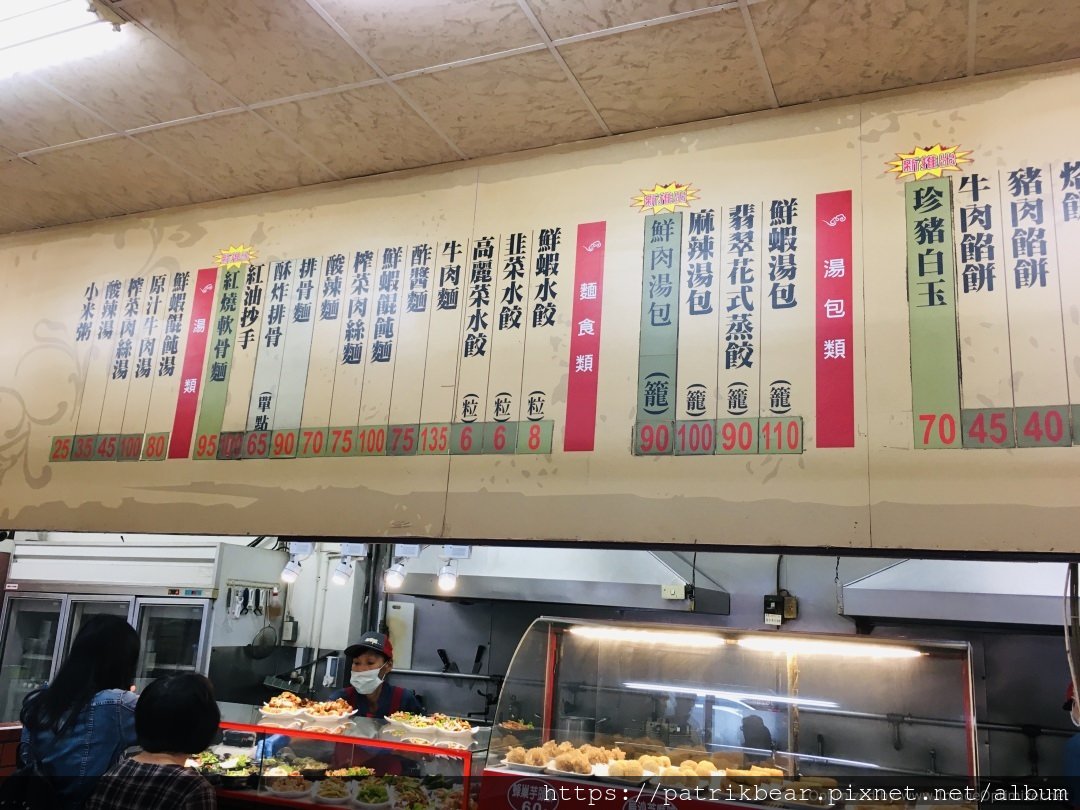 豬肉餡餅 40
牛肉餡餅 45
新推出
珍豬白玉 70
湯包類
鮮蝦湯包 (籠) 110
翡翠花式蒸餃 (籠) 90
麻辣湯包 (籠) 100
新推出
鮮肉湯包 (籠) 90
麵食類
鮮蝦水餃 (粒) 8
韭菜水餃 (粒) 6
高麗菜水餃 (粒) 6
牛肉麵 135
酢醬麵 75
鮮蝦餛飩麵 100
榨菜肉絲麵 75
酸辣麵 70
排骨麵 90
酥炸排骨 (單點) 65
紅油抄手
紅燒軟骨麵 95
湯類
鮮蝦餛飩湯 80
原汁牛肉湯 100
榨菜肉絲湯 45
酸辣湯 35
小米粥 25
https://patrikbear.pixnet.net/album